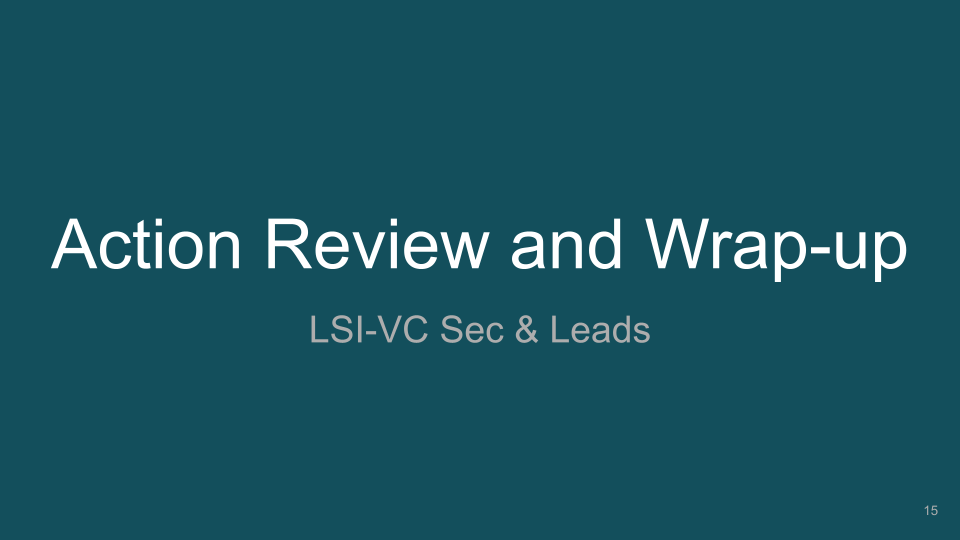 Action Review and Wrap-up
LSI-VC Sec & Leads
15